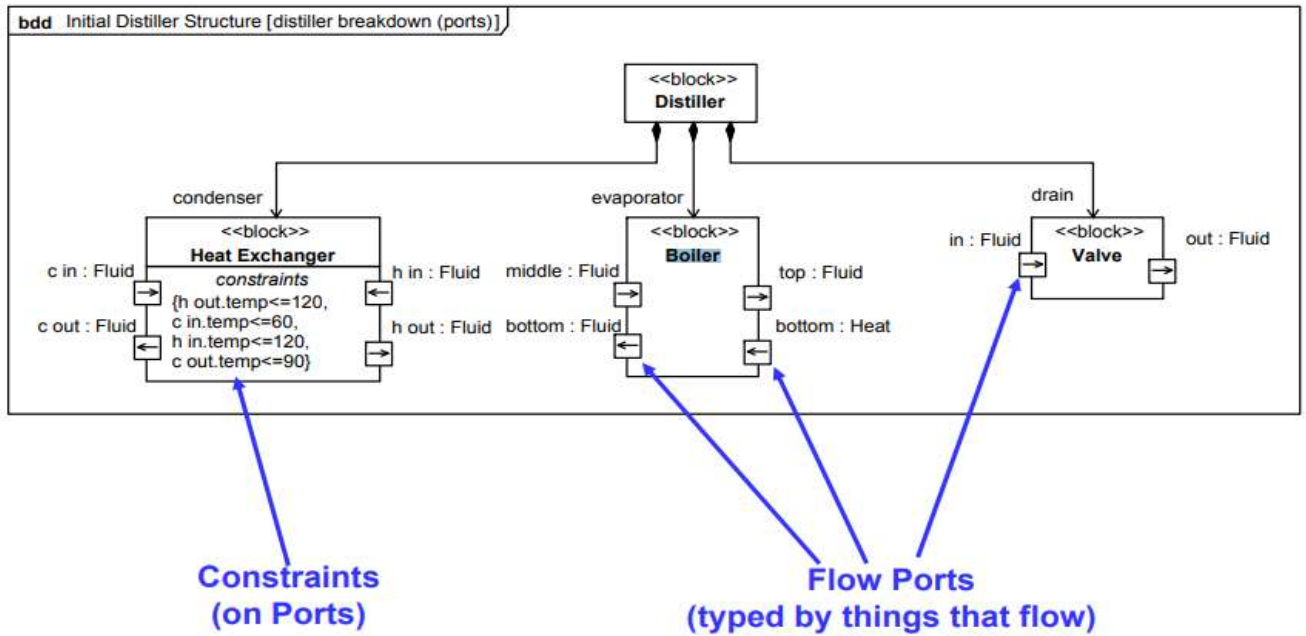 bdd Initial Distiller Structure [distiller breakdown (ports)]
<<block>>
Distiller
condenser
evaporator
drain
<<block>>
Heat Exchanger
constraints
{h out.temp<=120,
c in.temp<=60,
h in.temp<=120,
c out.temp<=90}
c in : Fluid
c out : Fluid
h in : Fluid
h out : Fluid
<<block>>
Boiler
middle : Fluid
bottom : Fluid
top : Fluid
bottom : Heat
<<block>>
Valve
in : Fluid
out : Fluid
Constraints
(on Ports)
Flow Ports
(typed by things that flow)